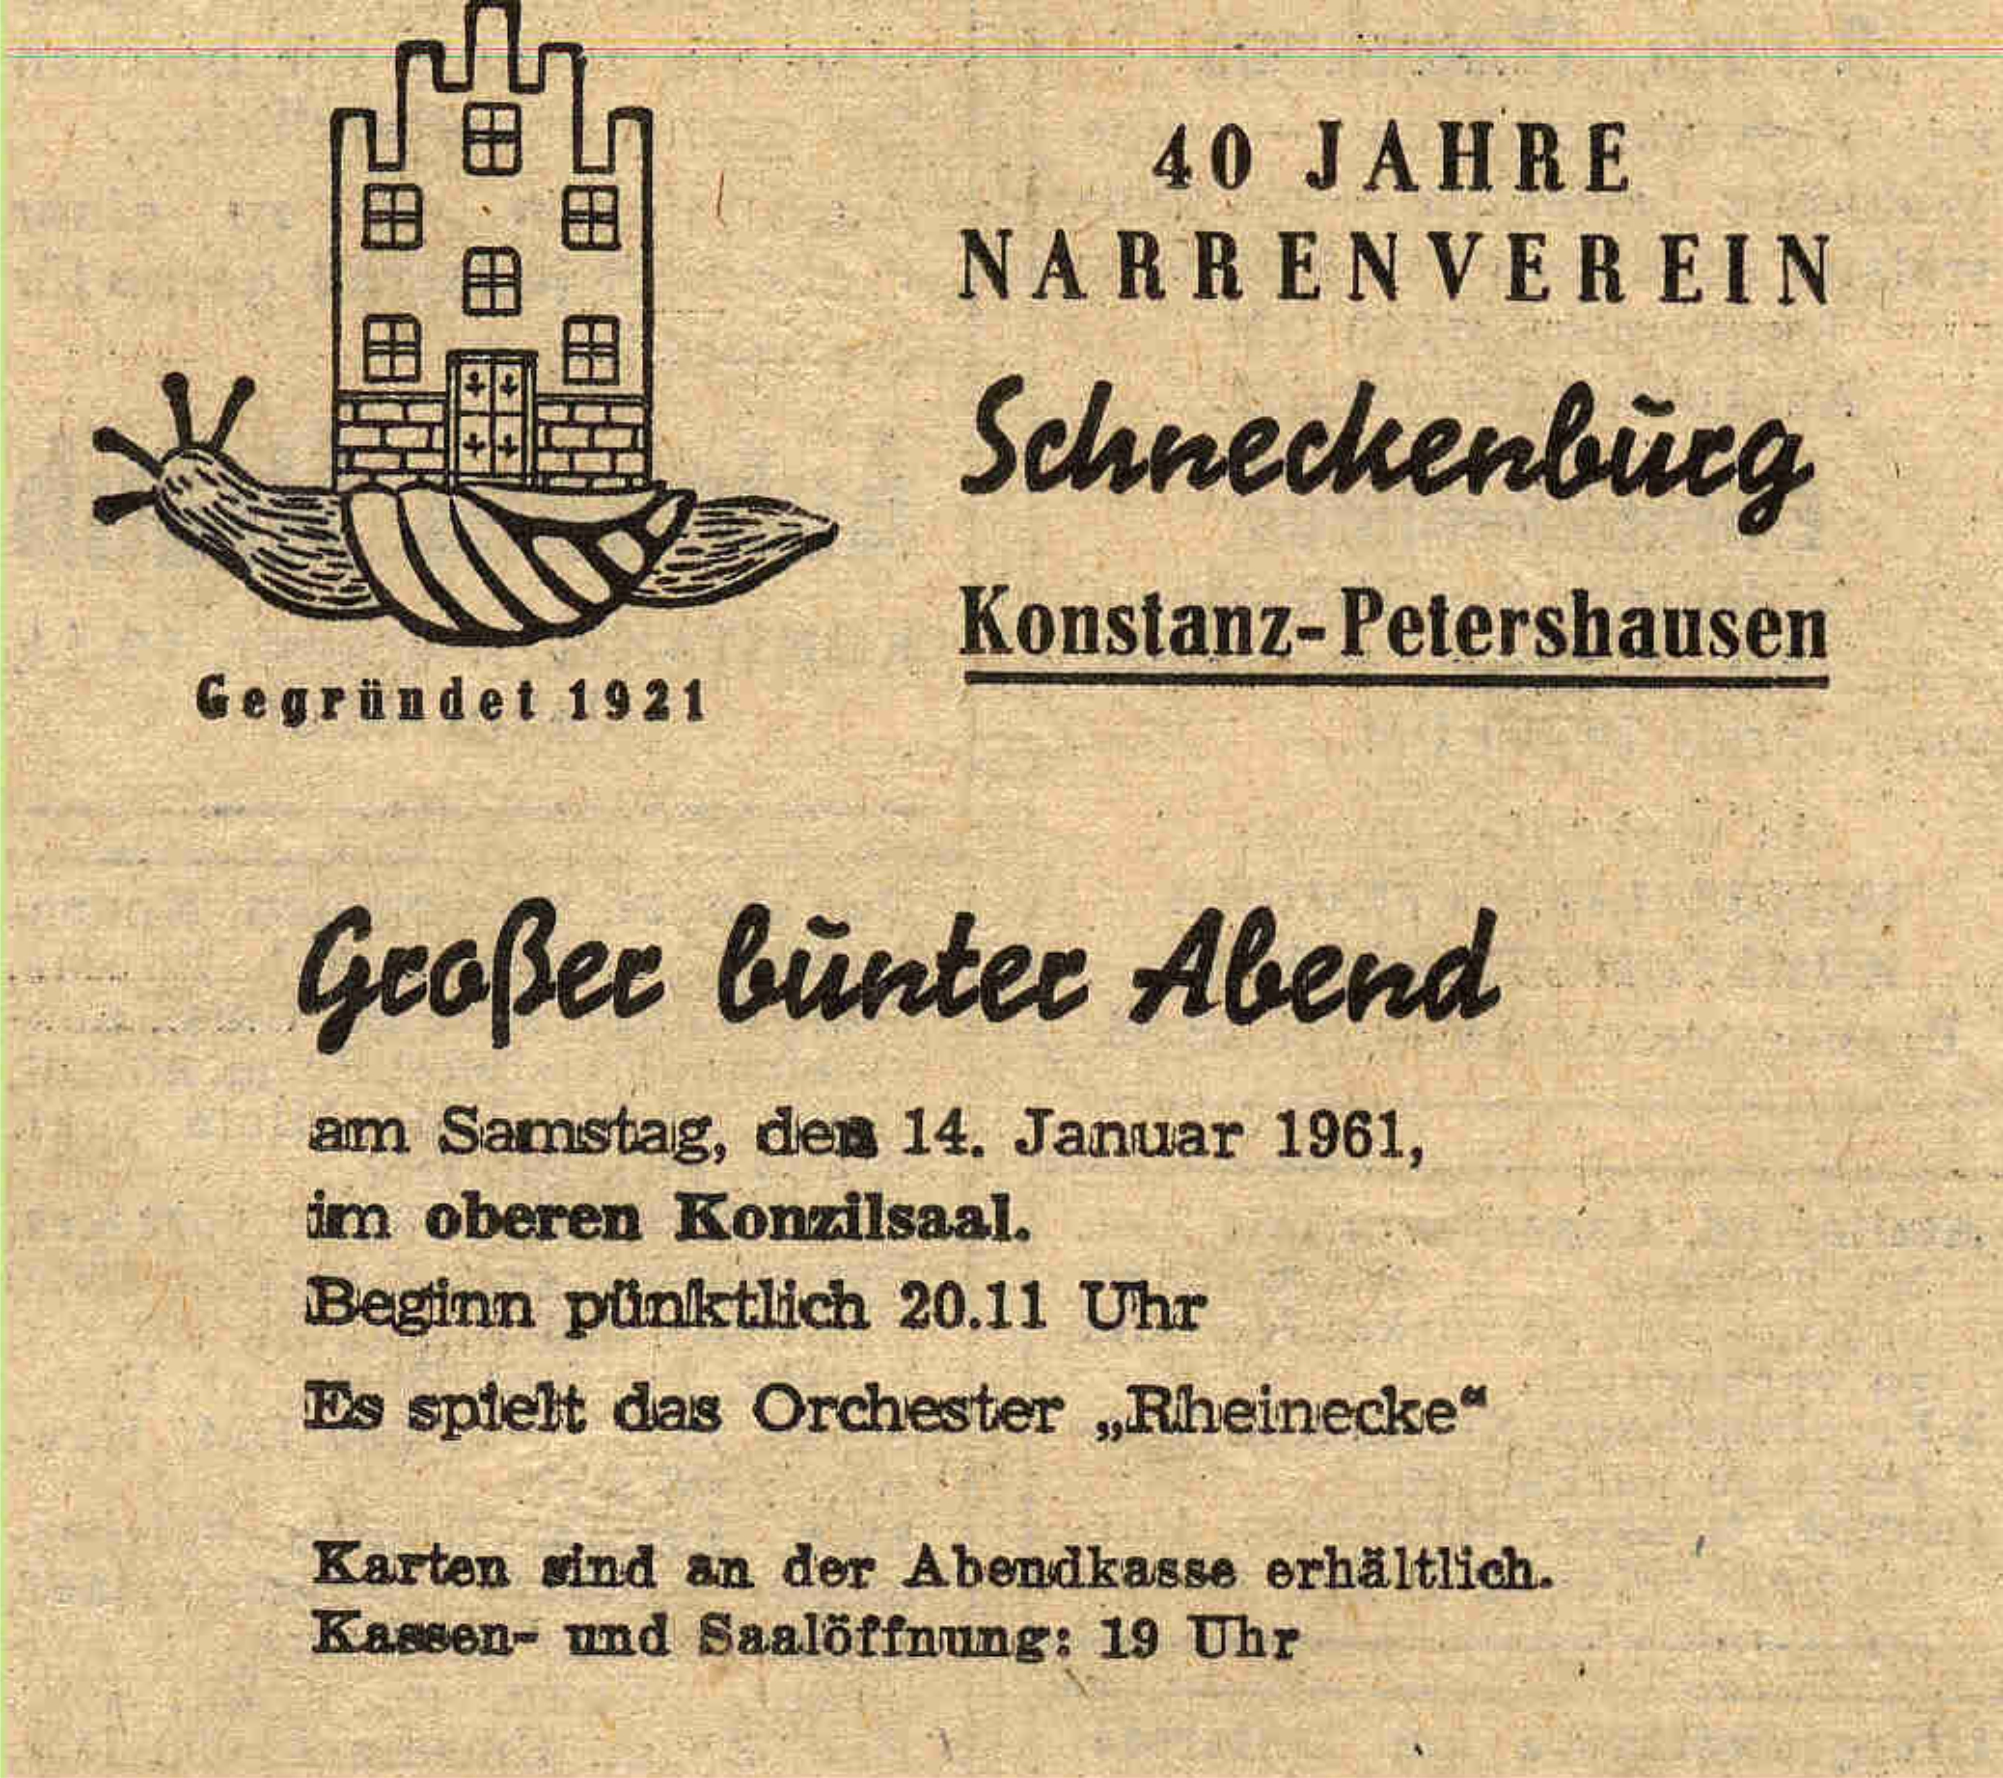 40 JAHRE
NARRENVEREIN
Schneckenburg
Konstanz-Petershausen
Gegründet 1921
Großer bunter Abend
am Samstag, den 14. Januar 1961,
im oberen Konzilsaal.
Beginn pünktlich 20.11 Uhr
Es spielt das Orchester „Rheinecke“
Karten sind an der Abendkasse erhältlich.
Kassen- und Saalöffnung: 19 Uhr